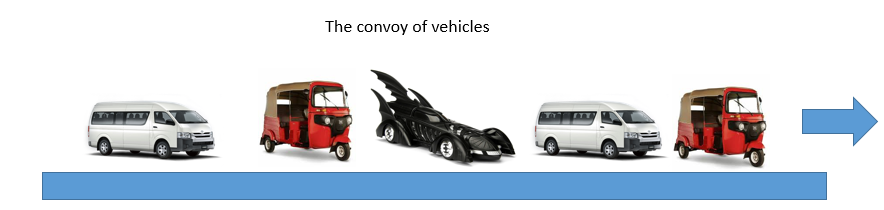 The convoy of vehicles